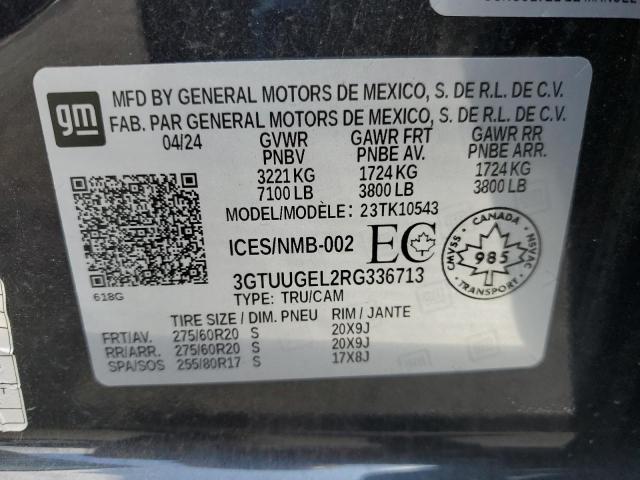 gm
MFD BY GENERAL MOTORS DE MEXICO, S. DE R.L. DE C.V.
FAB. PAR GENERAL MOTORS DE MEXICO, S. DE R.L. DE C.V.
04/24 GVWR GAWR FRT GAWR RR
PNBV PNBE AV. PNBE ARR.
3221 KG 1724 KG 1724 KG
7100 LB 3800 LB 3800 LB
MODEL/MODÈLE: 23TK10543
ICES/NMB-002 EC
CANADA
CMVSS 985 NSVAC
TRANSPORT
3GTUUGEL2RG336713
618G
TYPE: TRU/CAM
TIRE SIZE / DIM. PNEU RIM / JANTE
FRT/AV. 275/60R20 S 20X9J
RR/ARR. 275/60R20 S 20X9J
SPA/SOS 255/80R17 S 17X8J